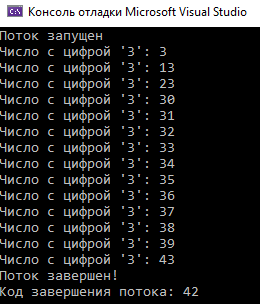 Консоль отладки Microsoft Visual Studio
Поток запущен
Число с цифрой '3': 3
Число с цифрой '3': 13
Число с цифрой '3': 23
Число с цифрой '3': 30
Число с цифрой '3': 31
Число с цифрой '3': 32
Число с цифрой '3': 33
Число с цифрой '3': 34
Число с цифрой '3': 35
Число с цифрой '3': 36
Число с цифрой '3': 37
Число с цифрой '3': 38
Число с цифрой '3': 39
Число с цифрой '3': 43
Поток завершен!
Код завершения потока: 42